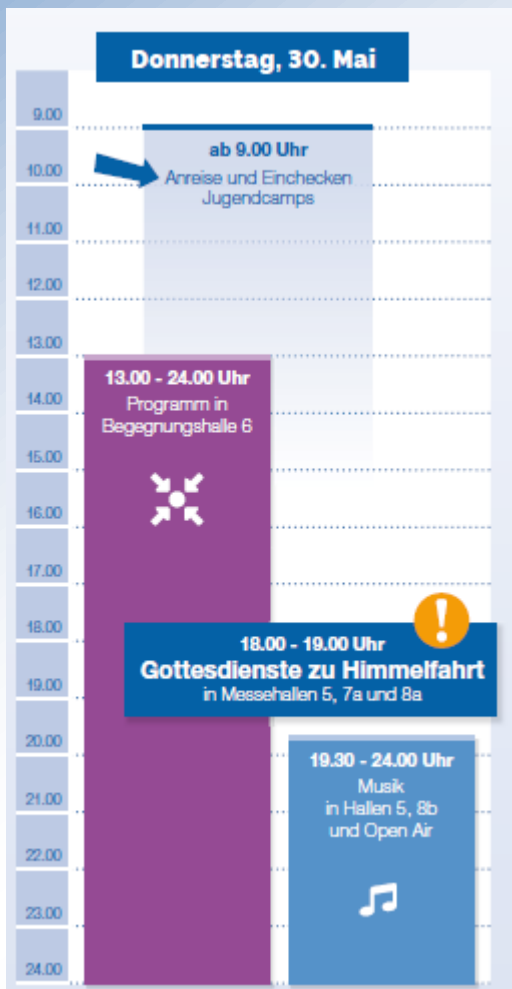 Donnerstag, 30. Mai
9.00
ab 9.00 Uhr
10.00
Anreise und Einchecken
Jugendcamps
11.00
12.00
13.00
13.00 - 24.00 Uhr
14.00
Programm in
Begegnungshalle 6
15.00
16.00
17.00
18.00
18.00 - 19.00 Uhr
Gottesdienste zu Himmelfahrt
19.00
in Messehallen 5, 7a und 8a
20.00
19.30 - 24.00 Uhr
Musik
21.00
in Hallen 5, 8b
und Open Air
22.00
23.00
24.00